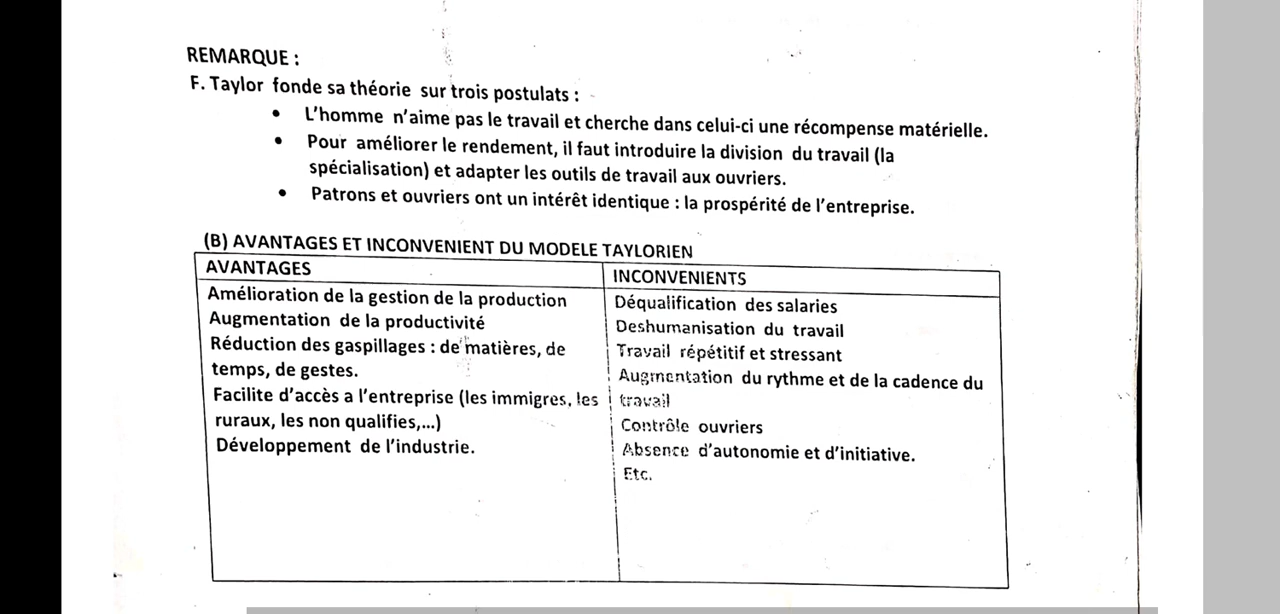 REMARQUE :
F. Taylor fonde sa théorie sur trois postulats :
• L'homme n'aime pas le travail et cherche dans celui-ci une récompense matérielle.
• Pour améliorer le rendement, il faut introduire la division du travail (la
spécialisation) et adapter les outils de travail aux ouvriers.
• Patrons et ouvriers ont un intérêt identique : la prospérité de l'entreprise.
(B) AVANTAGES ET INCONVENIENT DU MODELE TAYLORIEN
AVANTAGES
Amélioration de la gestion de la production
Augmentation de la productivité
Réduction des gaspillages : de matières, de
temps, de gestes.
Facilite d'accès a l'entreprise (les immigres, les
ruraux, les non qualifies,...)
Développement de l'industrie.
INCONVENIENTS
Déqualification des salaries
Deshumanisation du travail
Travail répétitif et stressant
Augmentation du rythme et de la cadence du
travail
Contrôle ouvriers
Absence d'autonomie et d'initiative.
Etc.